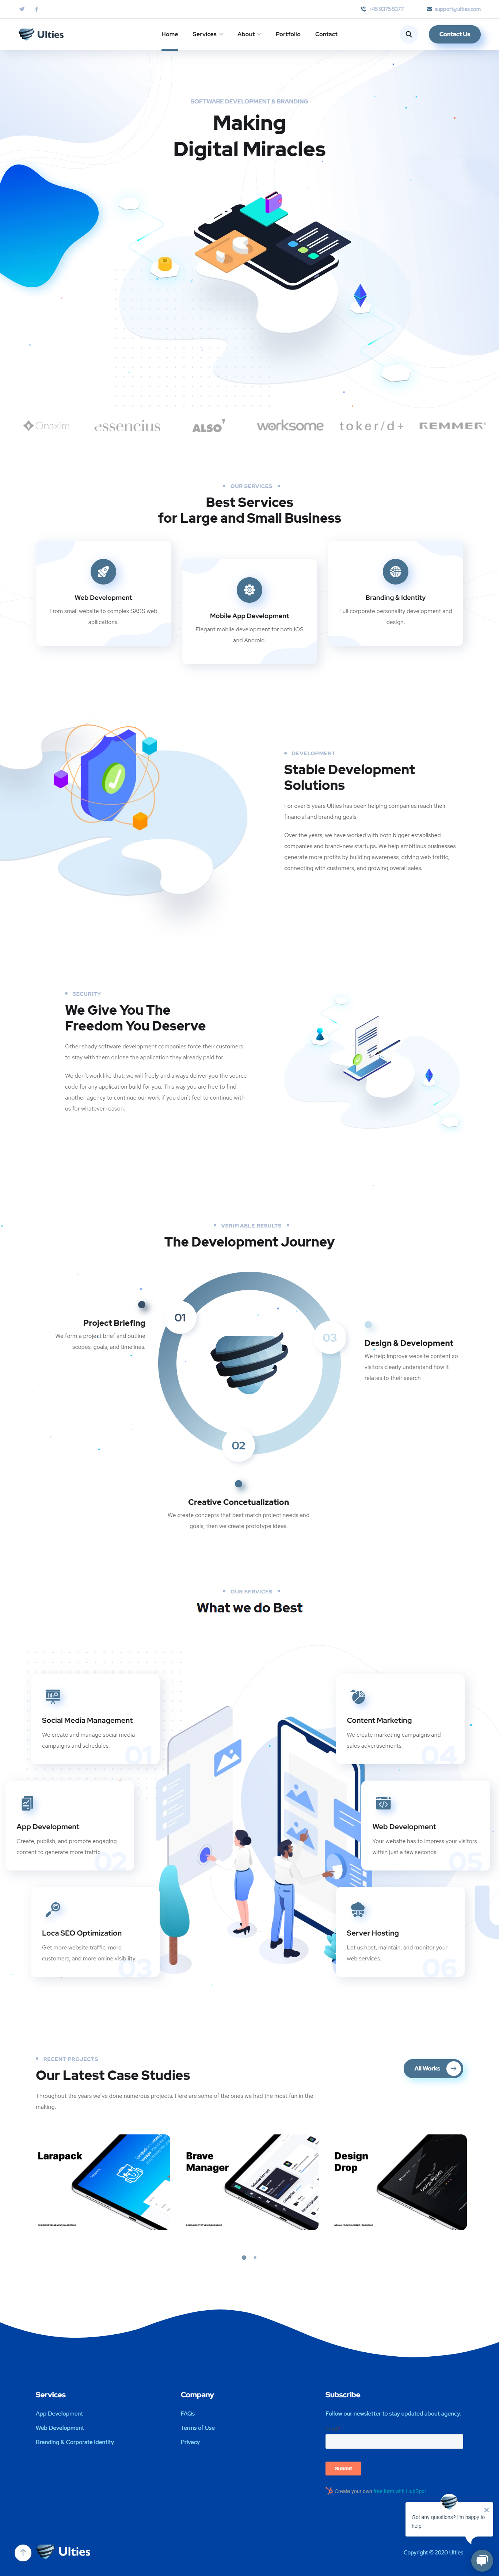 +45 9375 5377
support@ulties.com
Ulties
Home
Services
About
Portfolio
Contact
Contact Us
SOFTWARE DEVELOPMENT & BRANDING
Making
Digital Miracles
Onaxim
essencius
ALSO
worksome
toker/d+
REMMER
OUR SERVICES
Best Services
for Large and Small Business
Web Development
From small website to complex SASS web
apllications.
Mobile App Development
Elegant mobile development for both IOS
and Android.
Branding & Identity
Full corporate personality development and
design.
DEVELOPMENT
Stable Development
Solutions
For over 5 years Ulties has been helping companies reach their
financial and branding goals.
Over the years, we have worked with both bigger established
companies and brand-new startups. We help ambitious businesses
generate more profits by building awareness, driving web traffic,
connecting with customers, and growing overall sales.
SECURITY
We Give You The
Freedom You Deserve
Other shady software development companies force their customers
to stay with them or lose the application they already paid for.
We don't work like that, we will freely and always deliver you the source
code for any application build for you. This way you are free to find
another agency to continue our work if you don't feel to continue with
us for whatever reason.
VERIFIABLE RESULTS
The Development Journey
01
Project Briefing
We form a project brief and outline
scopes, goals, and timelines.
03
Design & Development
We help improve website content so
visitors clearly understand how it
relates to their search
02
Creative Concetualization
We create concepts that best match project needs and
goals, then we create prototype ideas.
OUR SERVICES
What we do Best
Social Media Management
We create and manage social media
campaigns and schedules.
01
App Development
Create, publish, and promote engaging
content to generate more traffic.
02
Loca SEO Optimization
Get more website traffic, more
customers, and more online visibility.
03
Content Marketing
We create marketing campaigns and
sales advertisements.
04
Web Development
Your website has to impress your visitors
within just a few seconds.
05
Server Hosting
Let us host, maintain, and monitor your
web services.
06
RECENT PROJECTS
Our Latest Case Studies
Throughout the years we've done numerous projects. Here are some of the ones we had the most fun in the
making.
All Works
Larapack
Brave
Manager
Design
Drop
Services
App Development
Web Development
Branding & Corporate Identity
Company
FAQs
Terms of Use
Privacy
Subscribe
Follow our newsletter to stay updated about agency.
Submit
Create your own free form with HubSpot
Got any questions? I'm happy to
help.
Ulties
Copyright © 2020 Ulties